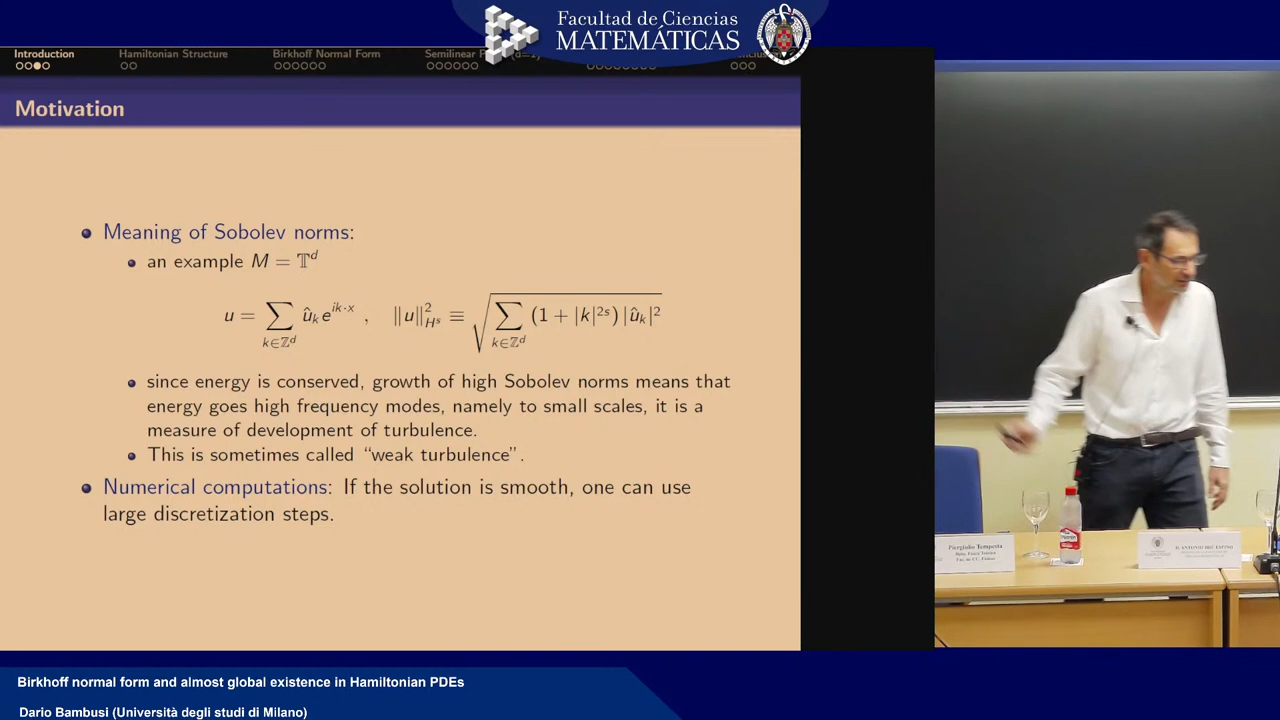 Facultad de Ciencias
MATEMÁTICAS
Introduction
Hamiltonian Structure
Birkhoff Normal Form
Motivation
Meaning of Sobolev norms:
an example M = 𝕋^d
u = ∑_{k∈ℤ^d} û_k e^{ik·x} , ‖u‖²_{H^s} ≡ √(∑_{k∈ℤ^d} (1 + |k|^{2s}) |û_k|²)
since energy is conserved, growth of high Sobolev norms means that
energy goes high frequency modes, namely to small scales, it is a
measure of development of turbulence.
This is sometimes called “weak turbulence”.
Numerical computations: If the solution is smooth, one can use
large discretization steps.
Piergiulio Tempesta
Birkhoff normal form and almost global existence in Hamiltonian PDEs
Dario Bambusi (Università degli studi di Milano)